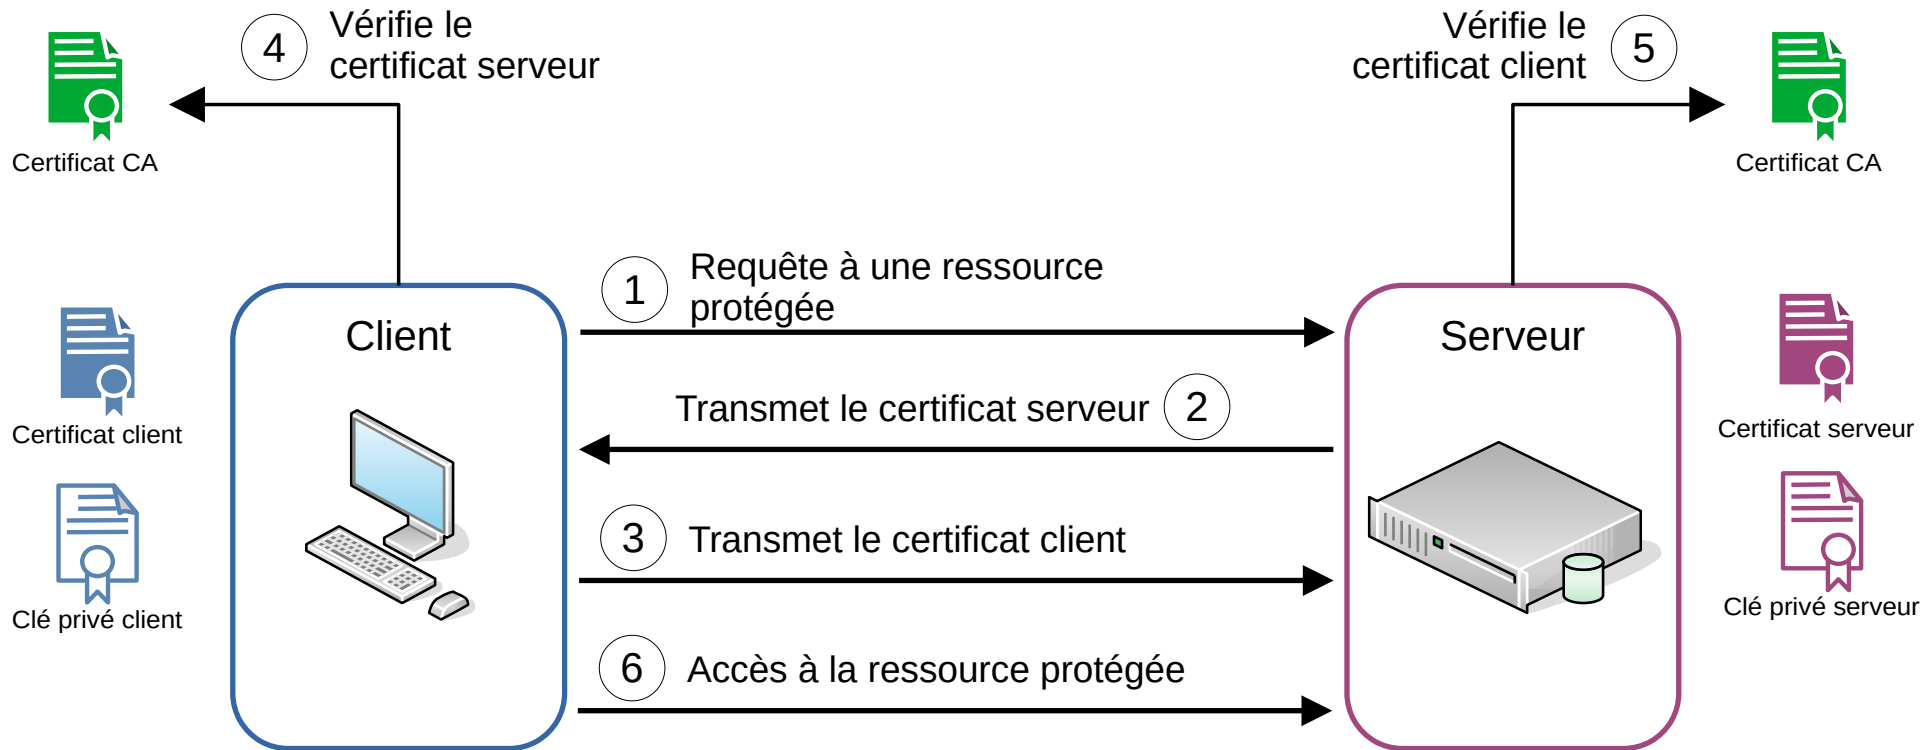 4
Vérifie le
certificat serveur
Vérifie le
certificat client
5
Certificat CA
Certificat CA
1
Requête à une ressource
protégée
Client
Serveur
Transmet le certificat serveur
2
Certificat client
Certificat serveur
3
Transmet le certificat client
Clé privé client
Clé privé serveur
6
Accès à la ressource protégée